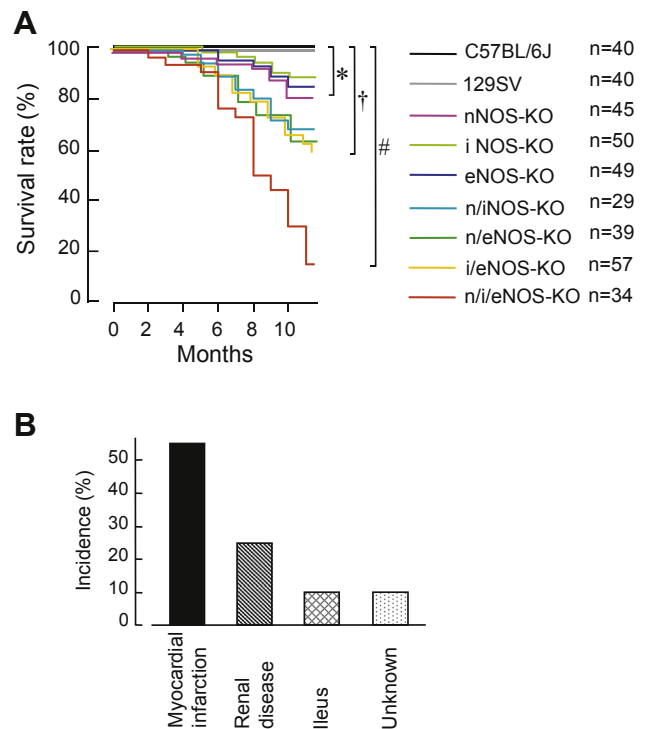 A
Survival rate (%)
100
80
60
40
20
0
0 2 4 6 8 10
Months
*
†
#
C57BL/6J n=40
129SV n=40
nNOS-KO n=45
i NOS-KO n=50
eNOS-KO n=49
n/iNOS-KO n=29
n/eNOS-KO n=39
i/eNOS-KO n=57
n/i/eNOS-KO n=34
B
Incidence (%)
50
40
30
20
10
0
Myocardial
infarction
Renal
disease
Ileus
Unknown